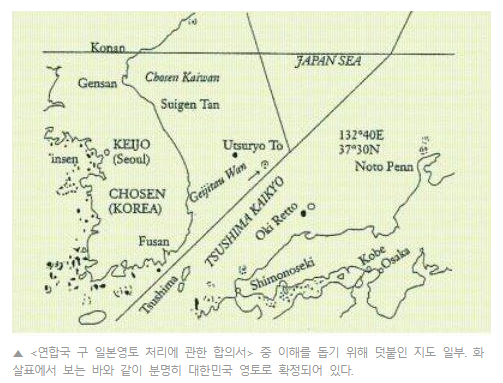 Konan
JAPAN SEA
Gensan
Chosen Kaiwan
Suigen Tan
132°40E
37°30N
KEIJO
(Seoul)
Utsuryo To
insen
Noto Penn
Geijitau Wan
CHOSEN
(KOREA)
TSUSHIMA KAIKYO
Oki Retto
Fusan
Tsushima
Shimonoseki
Kobe
Osaka
▲ <연합국 구 일본영토 처리에 관한 합의서> 중 이해를 돕기 위해 덧붙인 지도 일부. 화
살표에서 보는 바와 같이 분명히 대한민국 영토로 확정되어 있다.